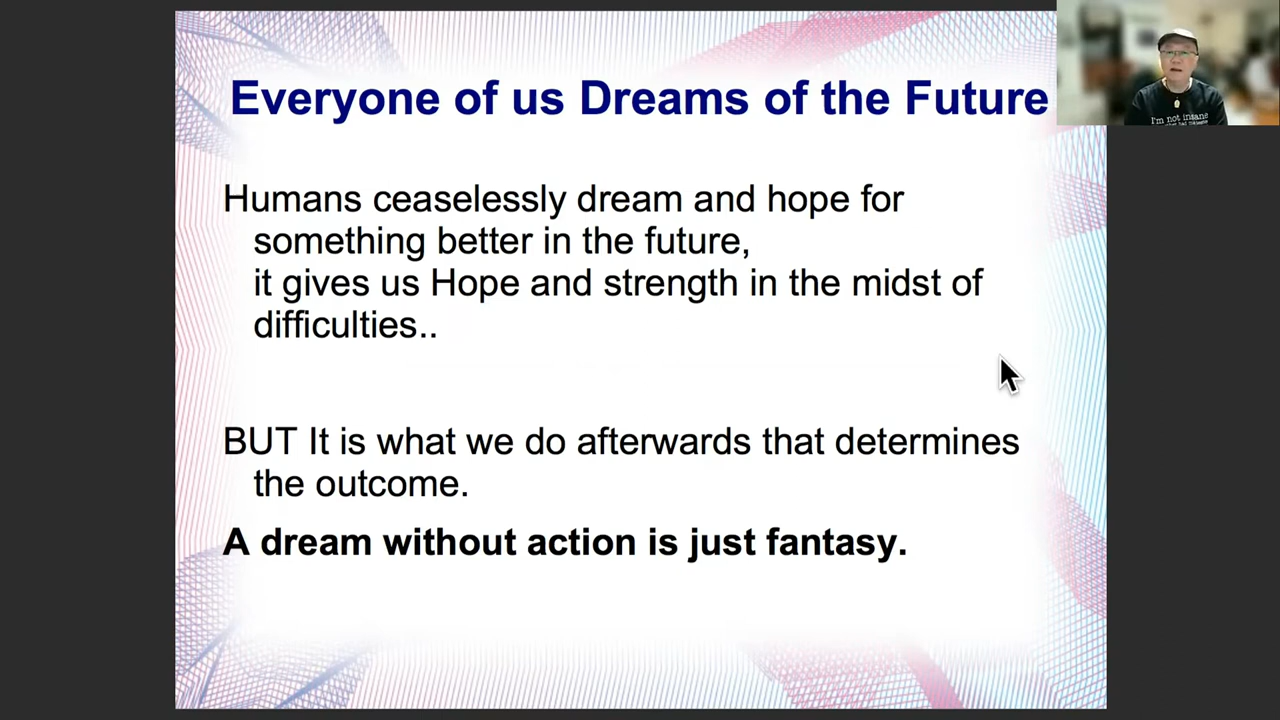 Everyone of us Dreams of the Future
I'm not insane
Humans ceaselessly dream and hope for
something better in the future,
it gives us Hope and strength in the midst of
difficulties..
BUT It is what we do afterwards that determines
the outcome.
A dream without action is just fantasy.